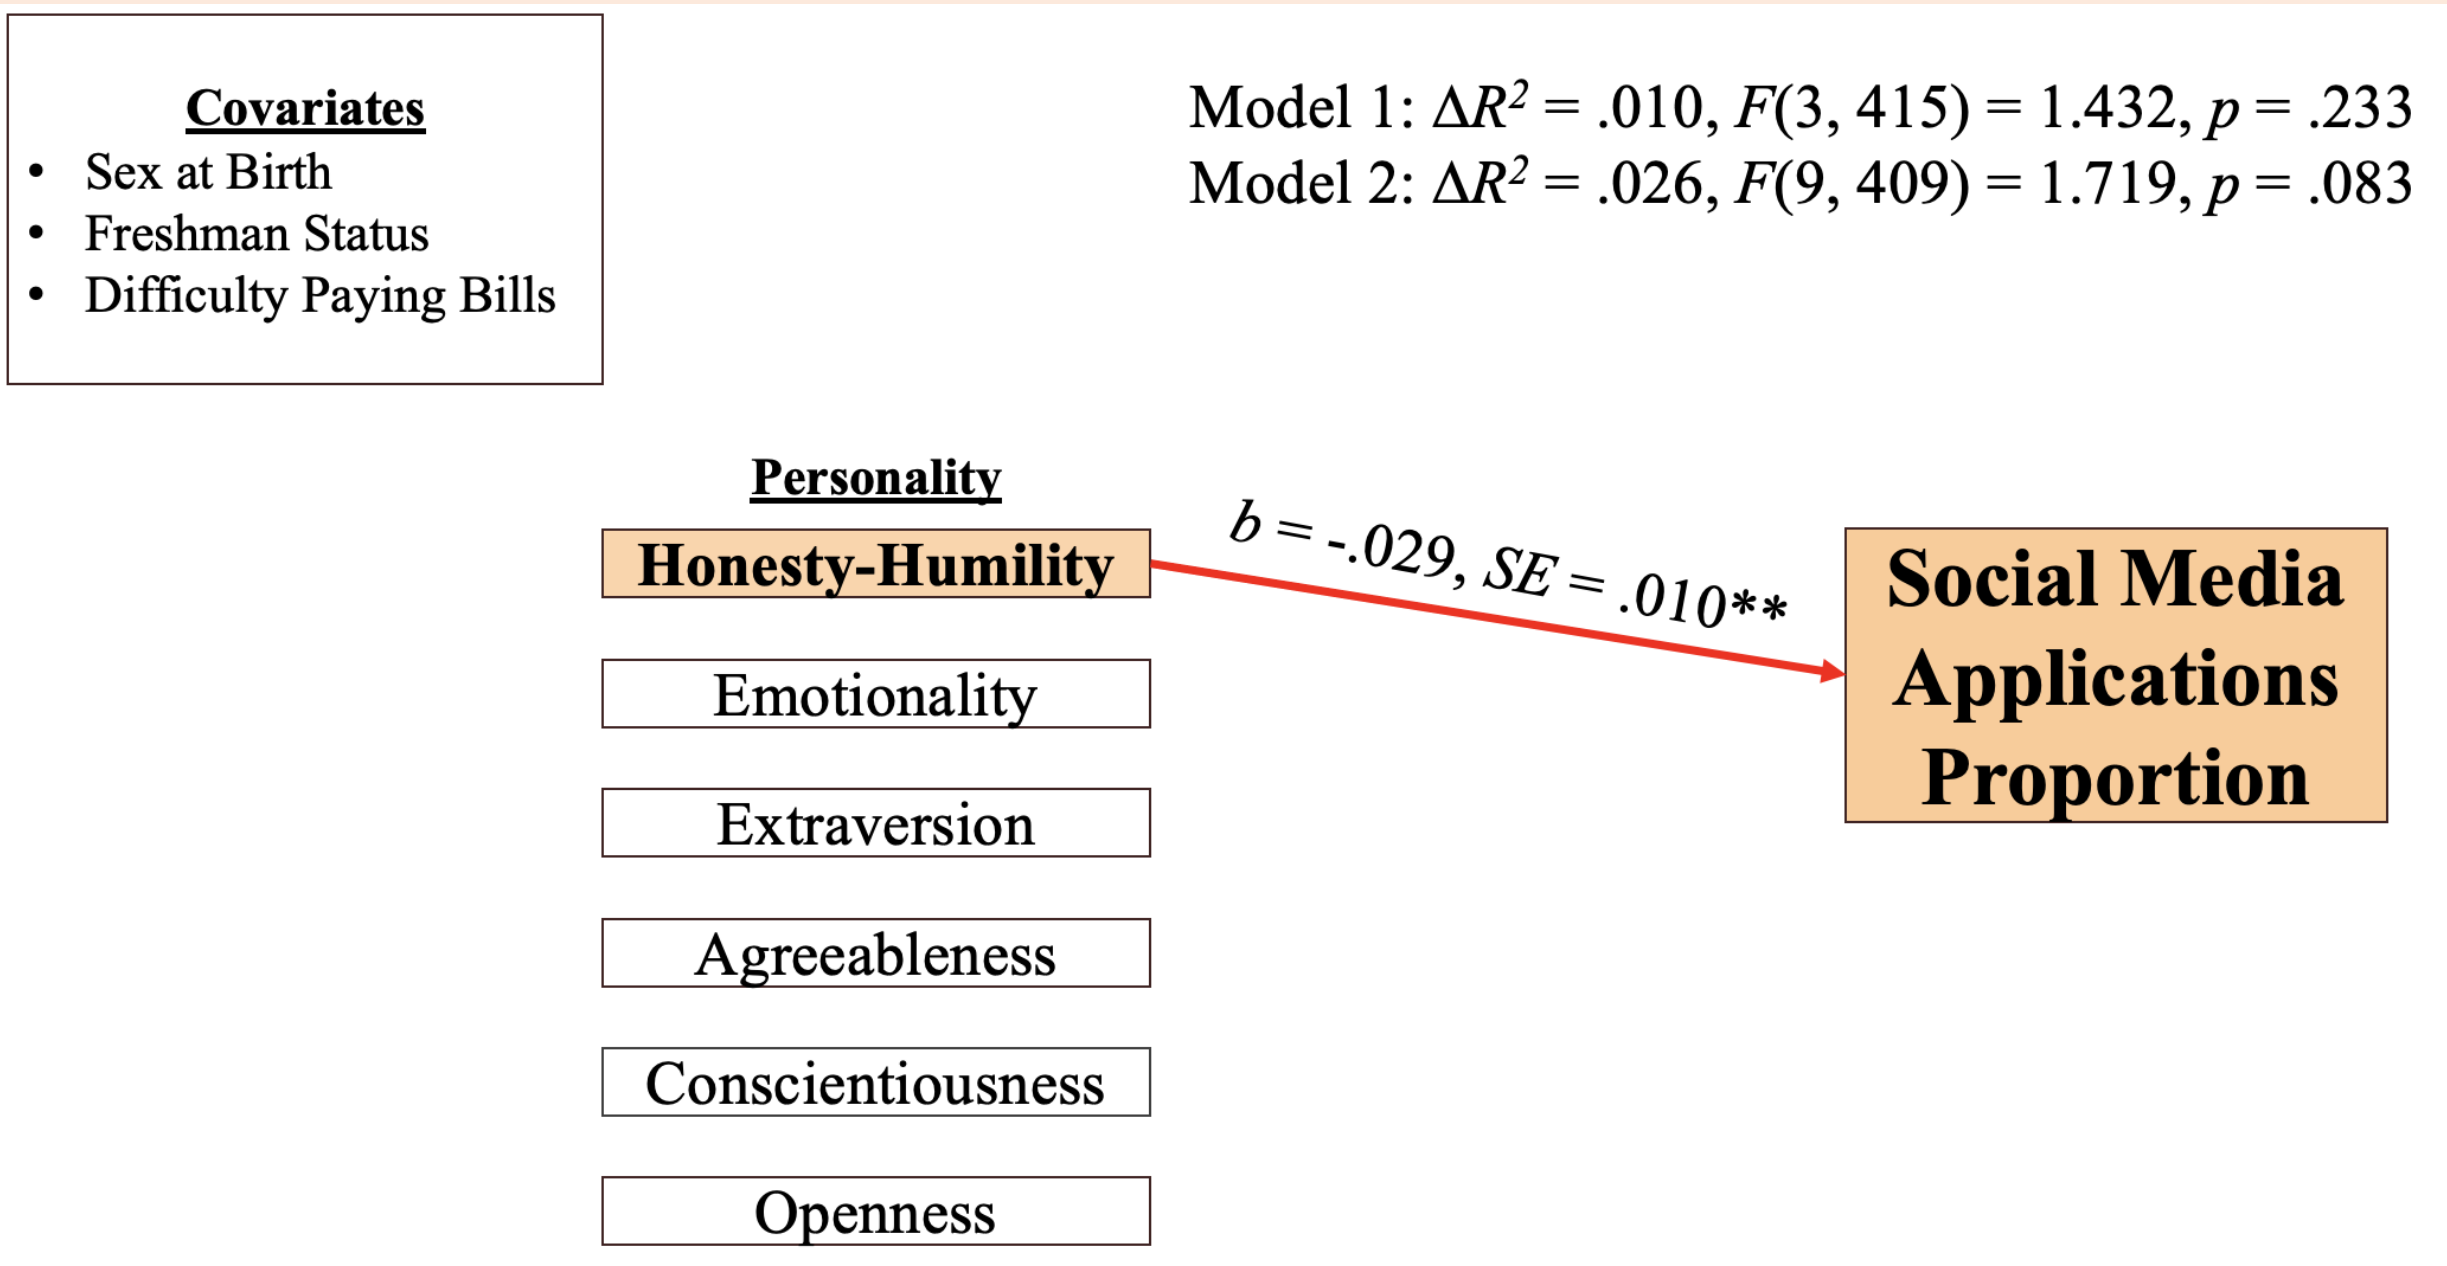 Covariates
• Sex at Birth
• Freshman Status
• Difficulty Paying Bills
Model 1: ΔR² = .010, F(3, 415) = 1.432, p = .233
Model 2: ΔR² = .026, F(9, 409) = 1.719, p = .083
Personality
Honesty-Humility
b = -.029, SE = .010**
Social Media
Applications
Proportion
Emotionality
Extraversion
Agreeableness
Conscientiousness
Openness